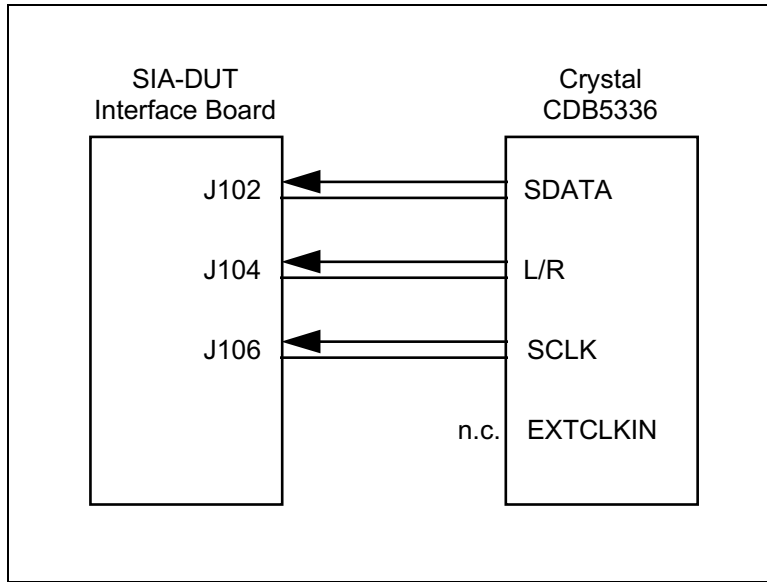 SIA-DUT
Interface Board
Crystal
CDB5336
J102
SDATA
J104
L/R
J106
SCLK
n.c.
EXTCLKIN